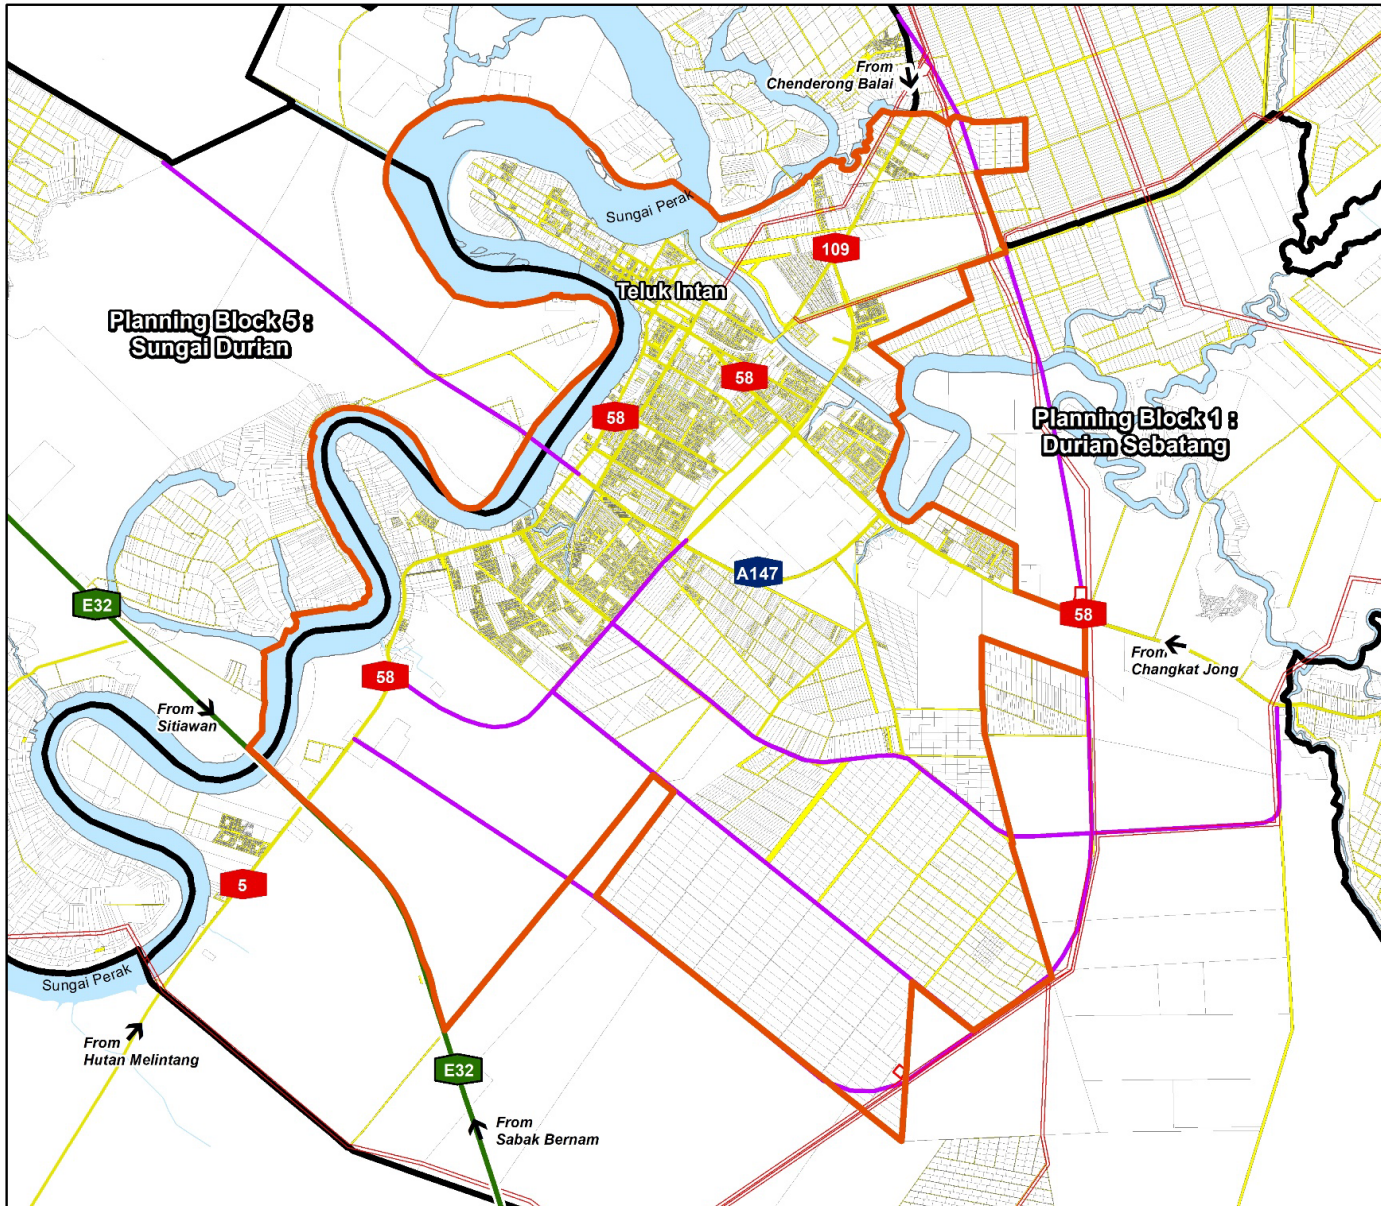 From
Chenderong Balai
Sungai Perak
109
Teluk Intan
Planning Block 5 :
Sungai Durian
58
58
Planning Block 1 :
Durian Sebatang
A147
E32
58
From
Changkat Jong
58
From
Sitiawan
5
Sungai Perak
From
Hutan Melintang
E32
From
Sabak Bernam